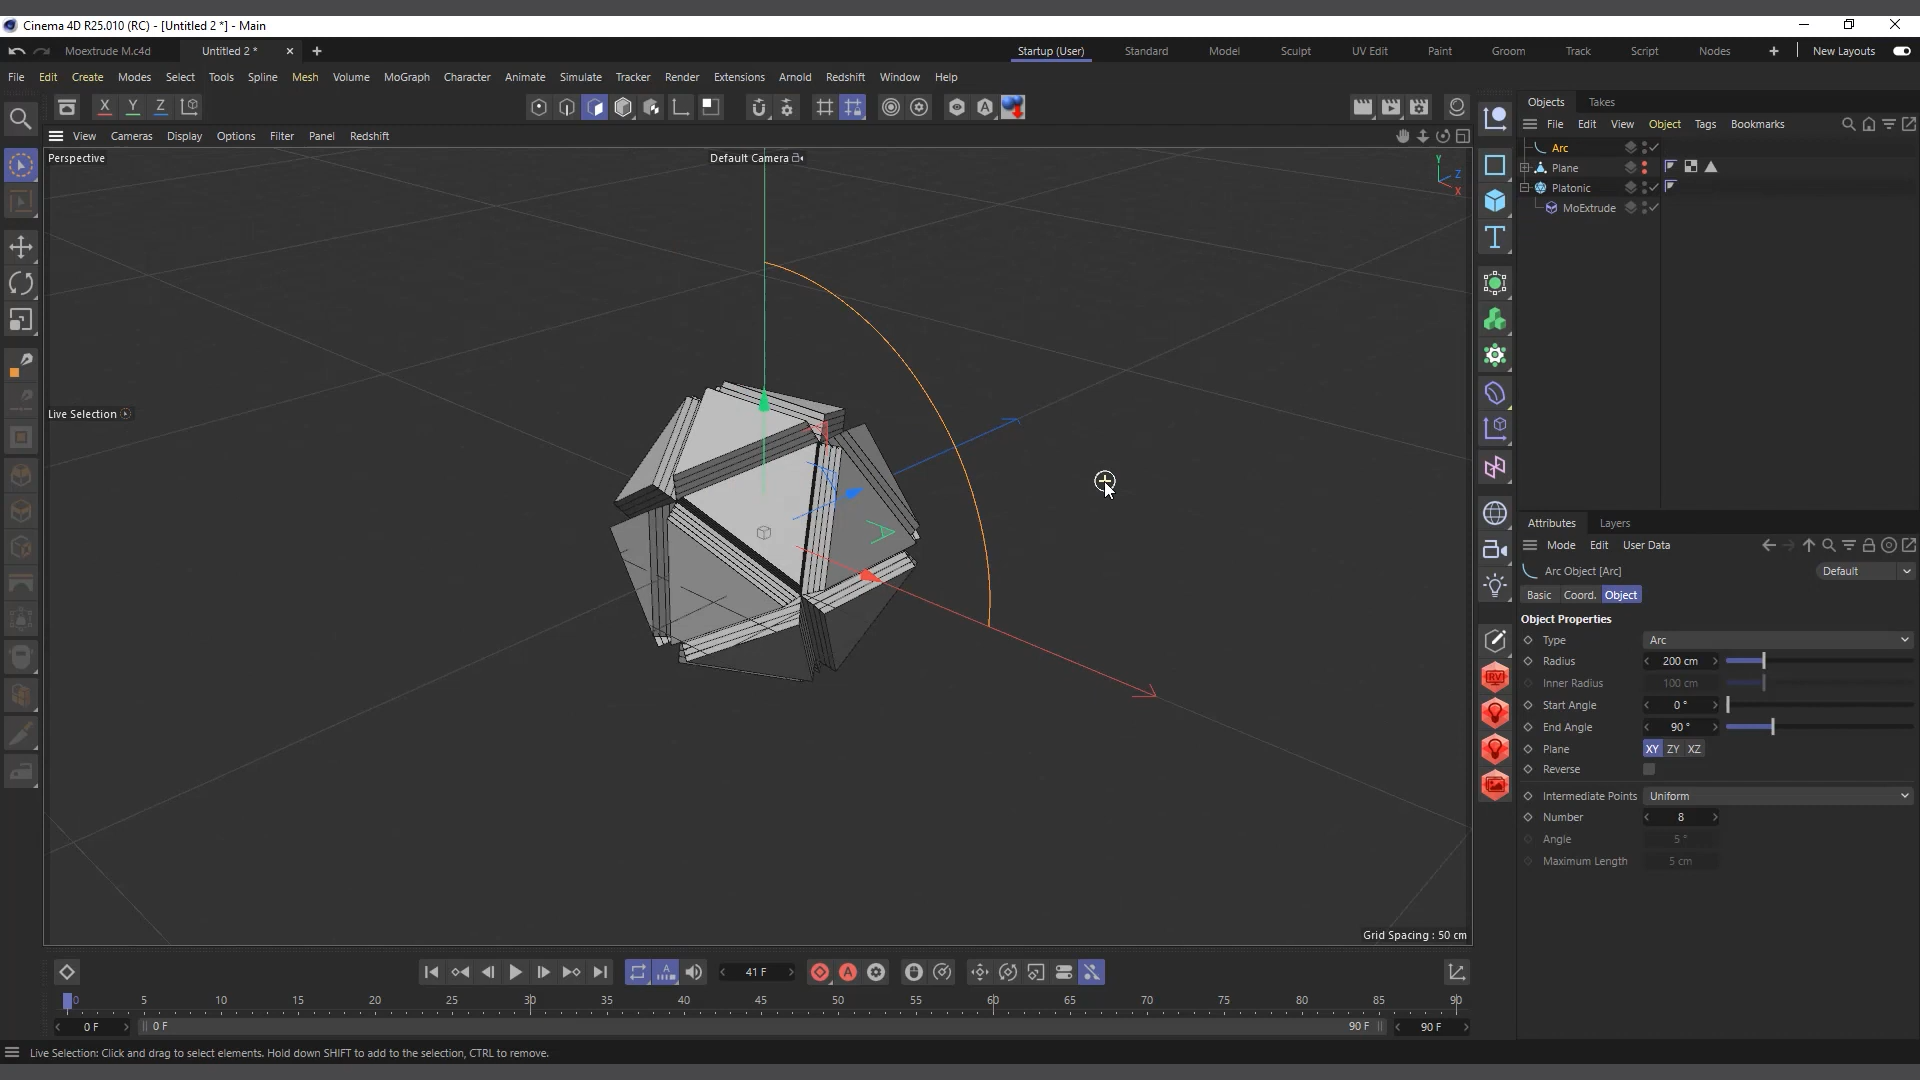 Cinema 4D R25.010 (RC) - [Untitled 2 *] - Main
Moextrude M.c4d
Untitled 2 *
Startup (User)
Standard
Model
Sculpt
UV Edit
Paint
Groom
Track
Script
Nodes
New Layouts
File Edit Create Modes Select Tools Spline Mesh Volume MoGraph Character Animate Simulate Tracker Render Extensions Arnold Redshift Window Help
X Y Z
View Cameras Display Options Filter Panel Redshift
Perspective
Default Camera
Y
Z
X
Live Selection
Grid Spacing : 50 cm
Objects Takes
File Edit View Object Tags Bookmarks
Arc
Plane
Platonic
MoExtrude
Attributes Layers
Mode Edit User Data
Arc Object [Arc]
Default
Basic Coord. Object
Object Properties
Type Arc
Radius 200 cm
Inner Radius 100 cm
Start Angle 0 °
End Angle 90 °
Plane XY ZY XZ
Reverse
Intermediate Points Uniform
Number 8
Angle 5 °
Maximum Length 5 cm
RV
41 F
0 5 10 15 20 25 30 35 40 45 50 55 60 65 70 75 80 85 90
0 F
0 F
90 F
90 F
Live Selection: Click and drag to select elements. Hold down SHIFT to add to the selection, CTRL to remove.